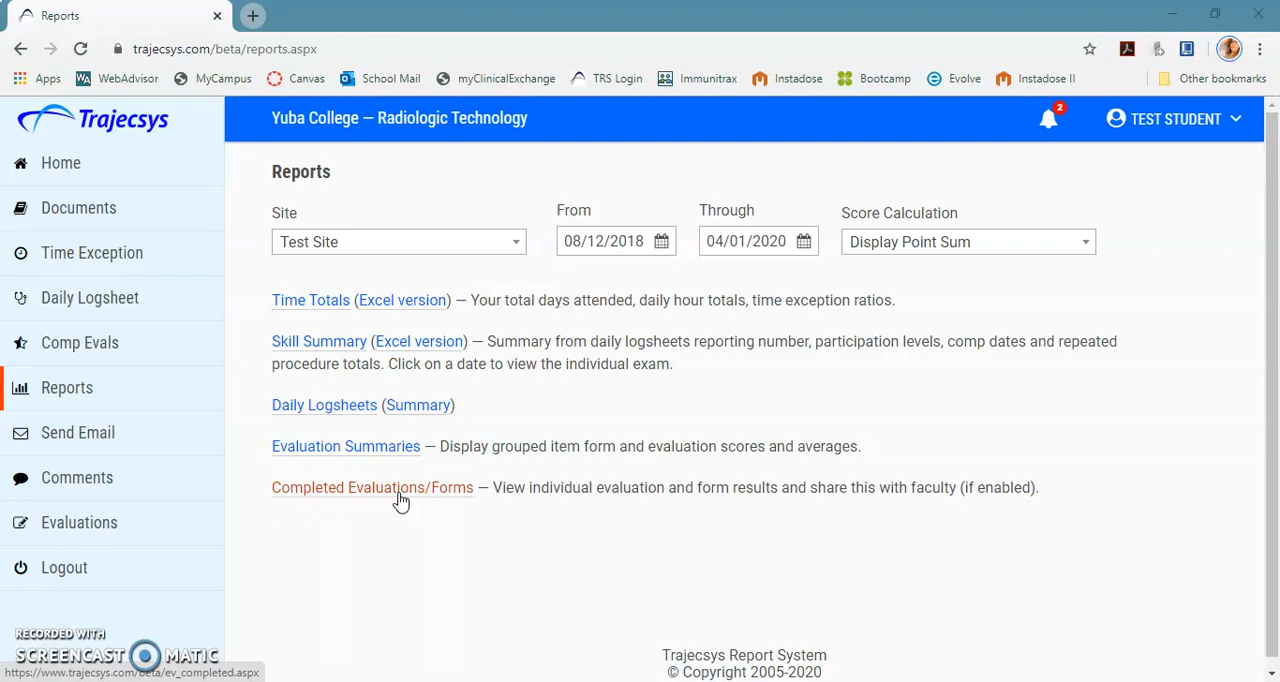 Reports
trajecsys.com/beta/reports.aspx
Apps WebAdvisor MyCampus Canvas School Mail myClinicalExchange TRS Login Immunitrax Instadose Bootcamp Evolve Instadose II Other bookmarks
Trajecsys
Yuba College — Radiologic Technology
2
TEST STUDENT
Home
Documents
Time Exception
Daily Logsheet
Comp Evals
Reports
Send Email
Comments
Evaluations
Logout
Reports
Site From Through Score Calculation
Test Site 08/12/2018 04/01/2020 Display Point Sum
Time Totals (Excel version) — Your total days attended, daily hour totals, time exception ratios.
Skill Summary (Excel version) — Summary from daily logsheets reporting number, participation levels, comp dates and repeated
procedure totals. Click on a date to view the individual exam.
Daily Logsheets (Summary)
Evaluation Summaries — Display grouped item form and evaluation scores and averages.
Completed Evaluations/Forms — View individual evaluation and form results and share this with faculty (if enabled).
Trajecsys Report System
© Copyright 2005-2020
RECORDED WITH
SCREENCAST MATIC
https://www.trajecsys.com/beta/ev_completed.aspx